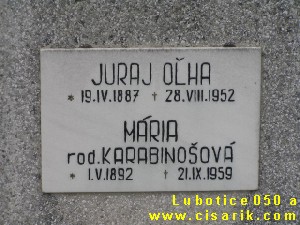 JURAJ OĽHA
* 19.IV.1887 † 28.VIII.1952
MÁRIA
rod. KARABINOŠOVÁ
* 1.V.1892 † 21.IX.1959
Lubotice 050 a
www.cisarik.com